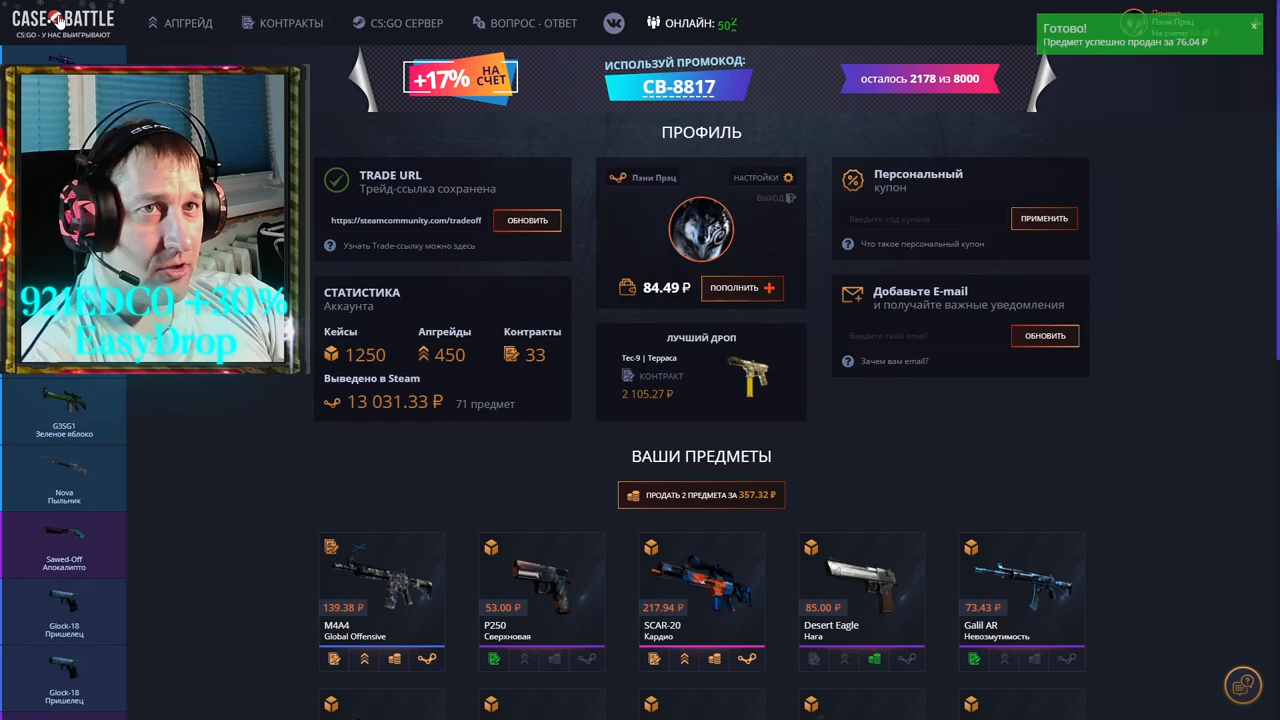 CASE BATTLE
CS:GO - У НАС ВЫИГРЫВАЮТ
АПГРЕЙД
КОНТРАКТЫ
CS:GO СЕРВЕР
ВОПРОС - ОТВЕТ
ОНЛАЙН:
Готово!
Предмет успешно продан за 76.04 ₽
x
+17% НА СЧЕТ
ИСПОЛЬЗУЙ ПРОМОКОД:
CB-8817
осталось 2178 из 8000
ПРОФИЛЬ
TRADE URL
Трейд-ссылка сохранена
https://steamcommunity.com/tradeoff
ОБНОВИТЬ
Узнать Trade-ссылку можно здесь
СТАТИСТИКА
Аккаунта
Кейсы
Апгрейды
Контракты
1250
450
33
Выведено в Steam
13 031.33 ₽
71 предмет
Пэни Прэц
НАСТРОЙКИ
ВЫХОД
84.49 ₽
ПОПОЛНИТЬ
ЛУЧШИЙ ДРОП
Tec-9 | Терраса
КОНТРАКТ
2 105.27 ₽
Персональный
купон
Введите код купона
ПРИМЕНИТЬ
Что такое персональный купон
Добавьте E-mail
и получайте важные уведомления
Введите свой email
ОБНОВИТЬ
Зачем вам email?
921EDC0 +30%
EasyDrop
G3SG1
Зеленое яблоко
Nova
Пыльник
Sawed-Off
Апокалипто
Glock-18
Пришелец
Glock-18
Пришелец
ВАШИ ПРЕДМЕТЫ
ПРОДАТЬ 2 ПРЕДМЕТА ЗА 357.32 ₽
139.38 ₽
M4A4
Global Offensive
53.00 ₽
P250
Сверхновая
217.94 ₽
SCAR-20
Кардио
85.00 ₽
Desert Eagle
Нага
73.43 ₽
Galil AR
Невозмутимость